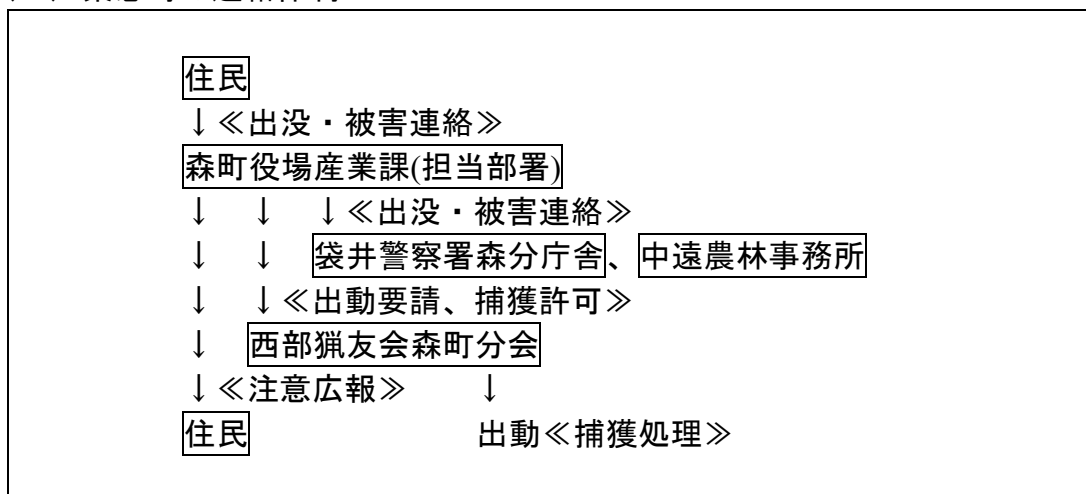 住民
↓≪出没・被害連絡≫
森町役場産業課(担当部署)
↓ ↓ ↓≪出没・被害連絡≫
↓ ↓ 袋井警察署森分庁舎、中遠農林事務所
↓ ↓≪出動要請、捕獲許可≫
↓ 西部猟友会森町分会
↓≪注意広報≫ ↓
住民 出動≪捕獲処理≫